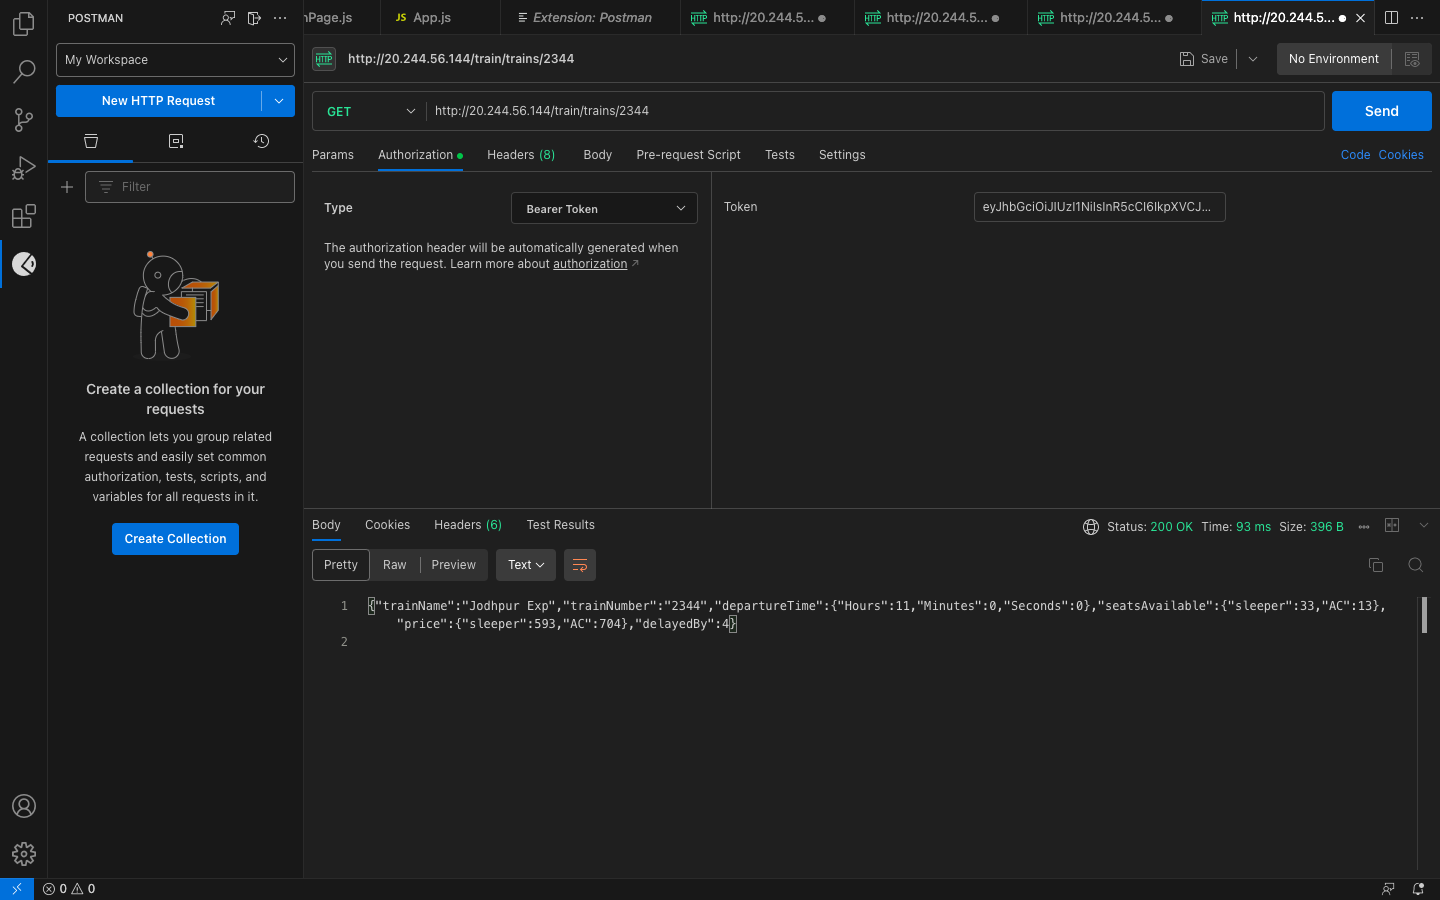 POSTMAN
nPage.js
JS App.js
Extension: Postman
http://20.244.5...
http://20.244.5...
http://20.244.5...
http://20.244.5...
My Workspace
HTTP http://20.244.56.144/train/trains/2344
Save
No Environment
New HTTP Request
GET
http://20.244.56.144/train/trains/2344
Send
Params
Authorization
Headers (8)
Body
Pre-request Script
Tests
Settings
Code
Cookies
Filter
Type
Bearer Token
Token
eyJhbGciOiJIUzI1NiIsInR5cCI6IkpXVCJ...
The authorization header will be automatically generated when
you send the request. Learn more about authorization
Create a collection for your
requests
A collection lets you group related
requests and easily set common
authorization, tests, scripts, and
variables for all requests in it.
Create Collection
Body
Cookies
Headers (6)
Test Results
Status: 200 OK
Time: 93 ms
Size: 396 B
Pretty
Raw
Preview
Text
1 {"trainName":"Jodhpur Exp","trainNumber":"2344","departureTime":{"Hours":11,"Minutes":0,"Seconds":0},"seatsAvailable":{"sleeper":33,"AC":13},
"price":{"sleeper":593,"AC":704},"delayedBy":4}
2
0
0